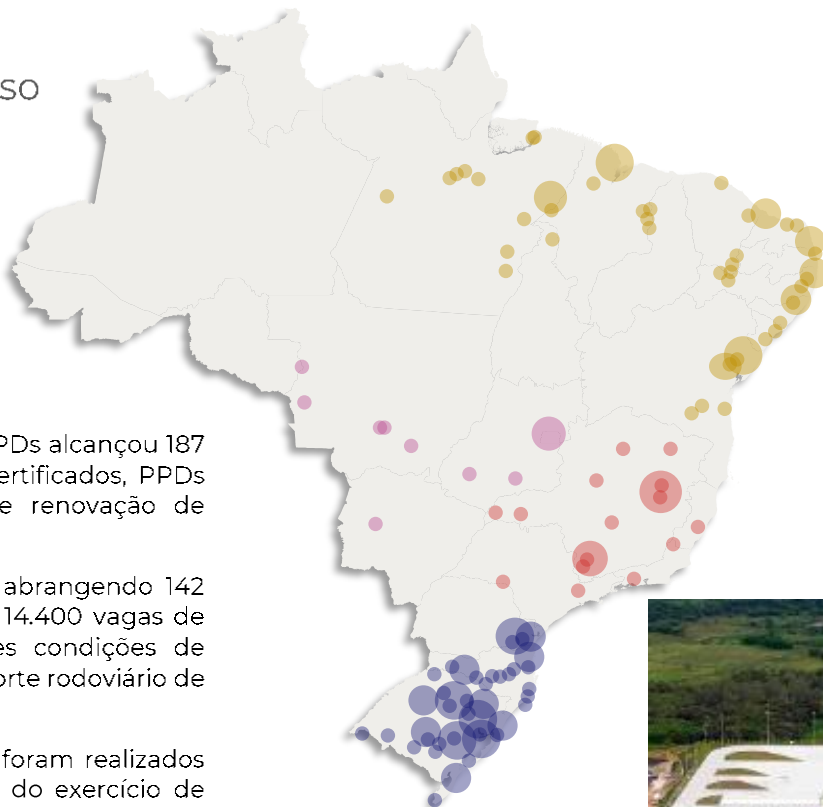 so
PDs alcançou 187
ertificados, PPDs
e renovação de
abrangendo 142
14.400 vagas de
es condições de
orte rodoviário de
foram realizados
do exercício de